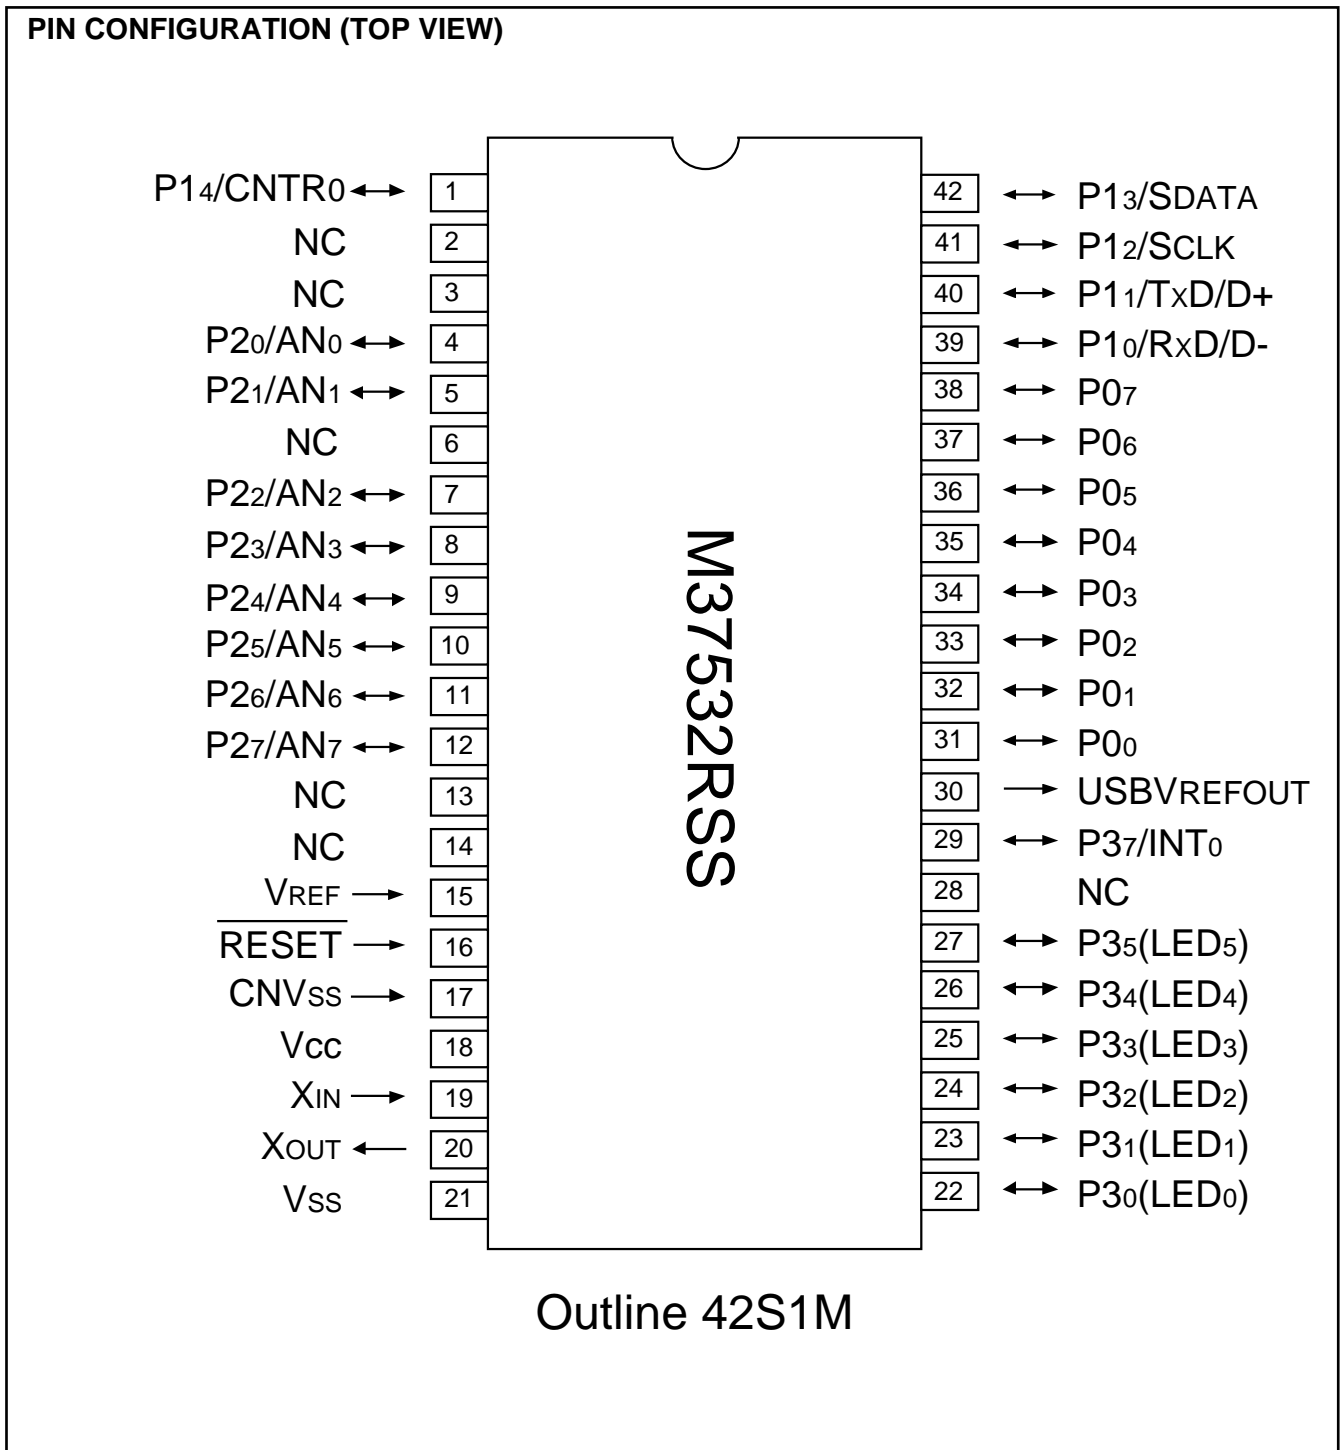 PIN CONFIGURATION (TOP VIEW)
P14/CNTR0 1
NC 2
NC 3
P20/AN0 4
P21/AN1 5
NC 6
P22/AN2 7
P23/AN3 8
P24/AN4 9
P25/AN5 10
P26/AN6 11
P27/AN7 12
NC 13
NC 14
VREF 15
RESET 16
CNVSS 17
Vcc 18
XIN 19
XOUT 20
VSS 21
M37532RSS
42 P13/SDATA
41 P12/SCLK
40 P11/TXD/D+
39 P10/RXD/D-
38 P07
37 P06
36 P05
35 P04
34 P03
33 P02
32 P01
31 P00
30 USBVREFOUT
29 P37/INT0
28 NC
27 P35(LED5)
26 P34(LED4)
25 P33(LED3)
24 P32(LED2)
23 P31(LED1)
22 P30(LED0)
Outline 42S1M